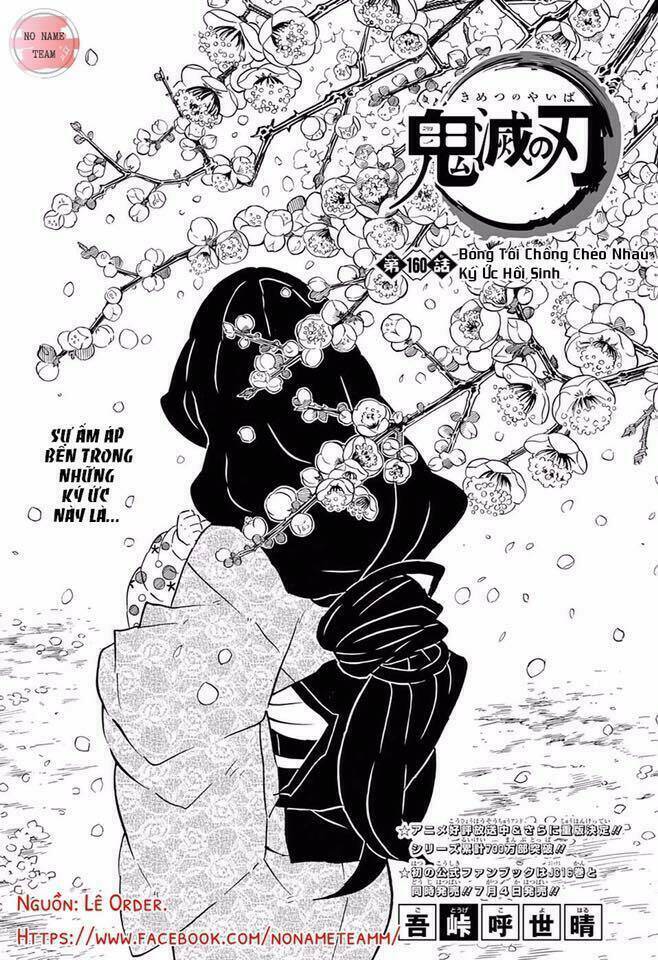 NO NAME
TEAM
きめつのやいば
鬼滅の刃
第160話
Bóng Tối Chồng Chéo Nhau,
Ký Ức Hồi Sinh
SỰ ẤM ÁP
BÊN TRONG
NHỮNG
KÝ ỨC
NÀY LÀ...
☆アニメ好評放送中&さらに重版決定!!
シリーズ累計700万部突破!!
☆初の公式ファンブックはJC16巻と
同時発売!!7月4日発売!!
吾峠呼世晴
Nguồn: Lê Order.
Https://www.facebook.com/nonameteamm/